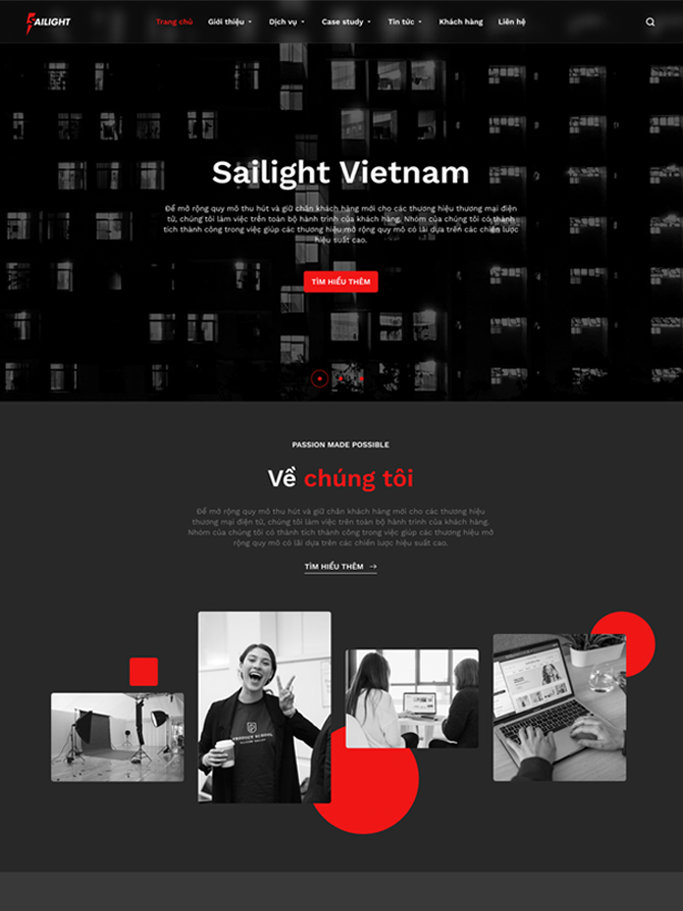 SAILIGHT
Trang chủ Giới thiệu Dịch vụ Case study Tin tức Khách hàng Liên hệ
Sailight Vietnam
Để mở rộng quy mô thu hút và giữ chân khách hàng mới cho các thương hiệu thương mại điện
tử, chúng tôi làm việc trên toàn bộ hành trình của khách hàng. Nhóm của chúng tôi có thành
tích thành công trong việc giúp các thương hiệu mở rộng quy mô có lãi dựa trên các chiến lược
hiệu suất cao.
TÌM HIỂU THÊM
PASSION MADE POSSIBLE
Về chúng tôi
Để mở rộng quy mô thu hút và giữ chân khách hàng mới cho các thương hiệu
thương mại điện tử, chúng tôi làm việc trên toàn bộ hành trình của khách hàng.
Nhóm của chúng tôi có thành tích thành công trong việc giúp các thương hiệu mở
rộng quy mô có lãi dựa trên các chiến lược hiệu suất cao.
TÌM HIỂU THÊM
PRODUCT SCHOOL